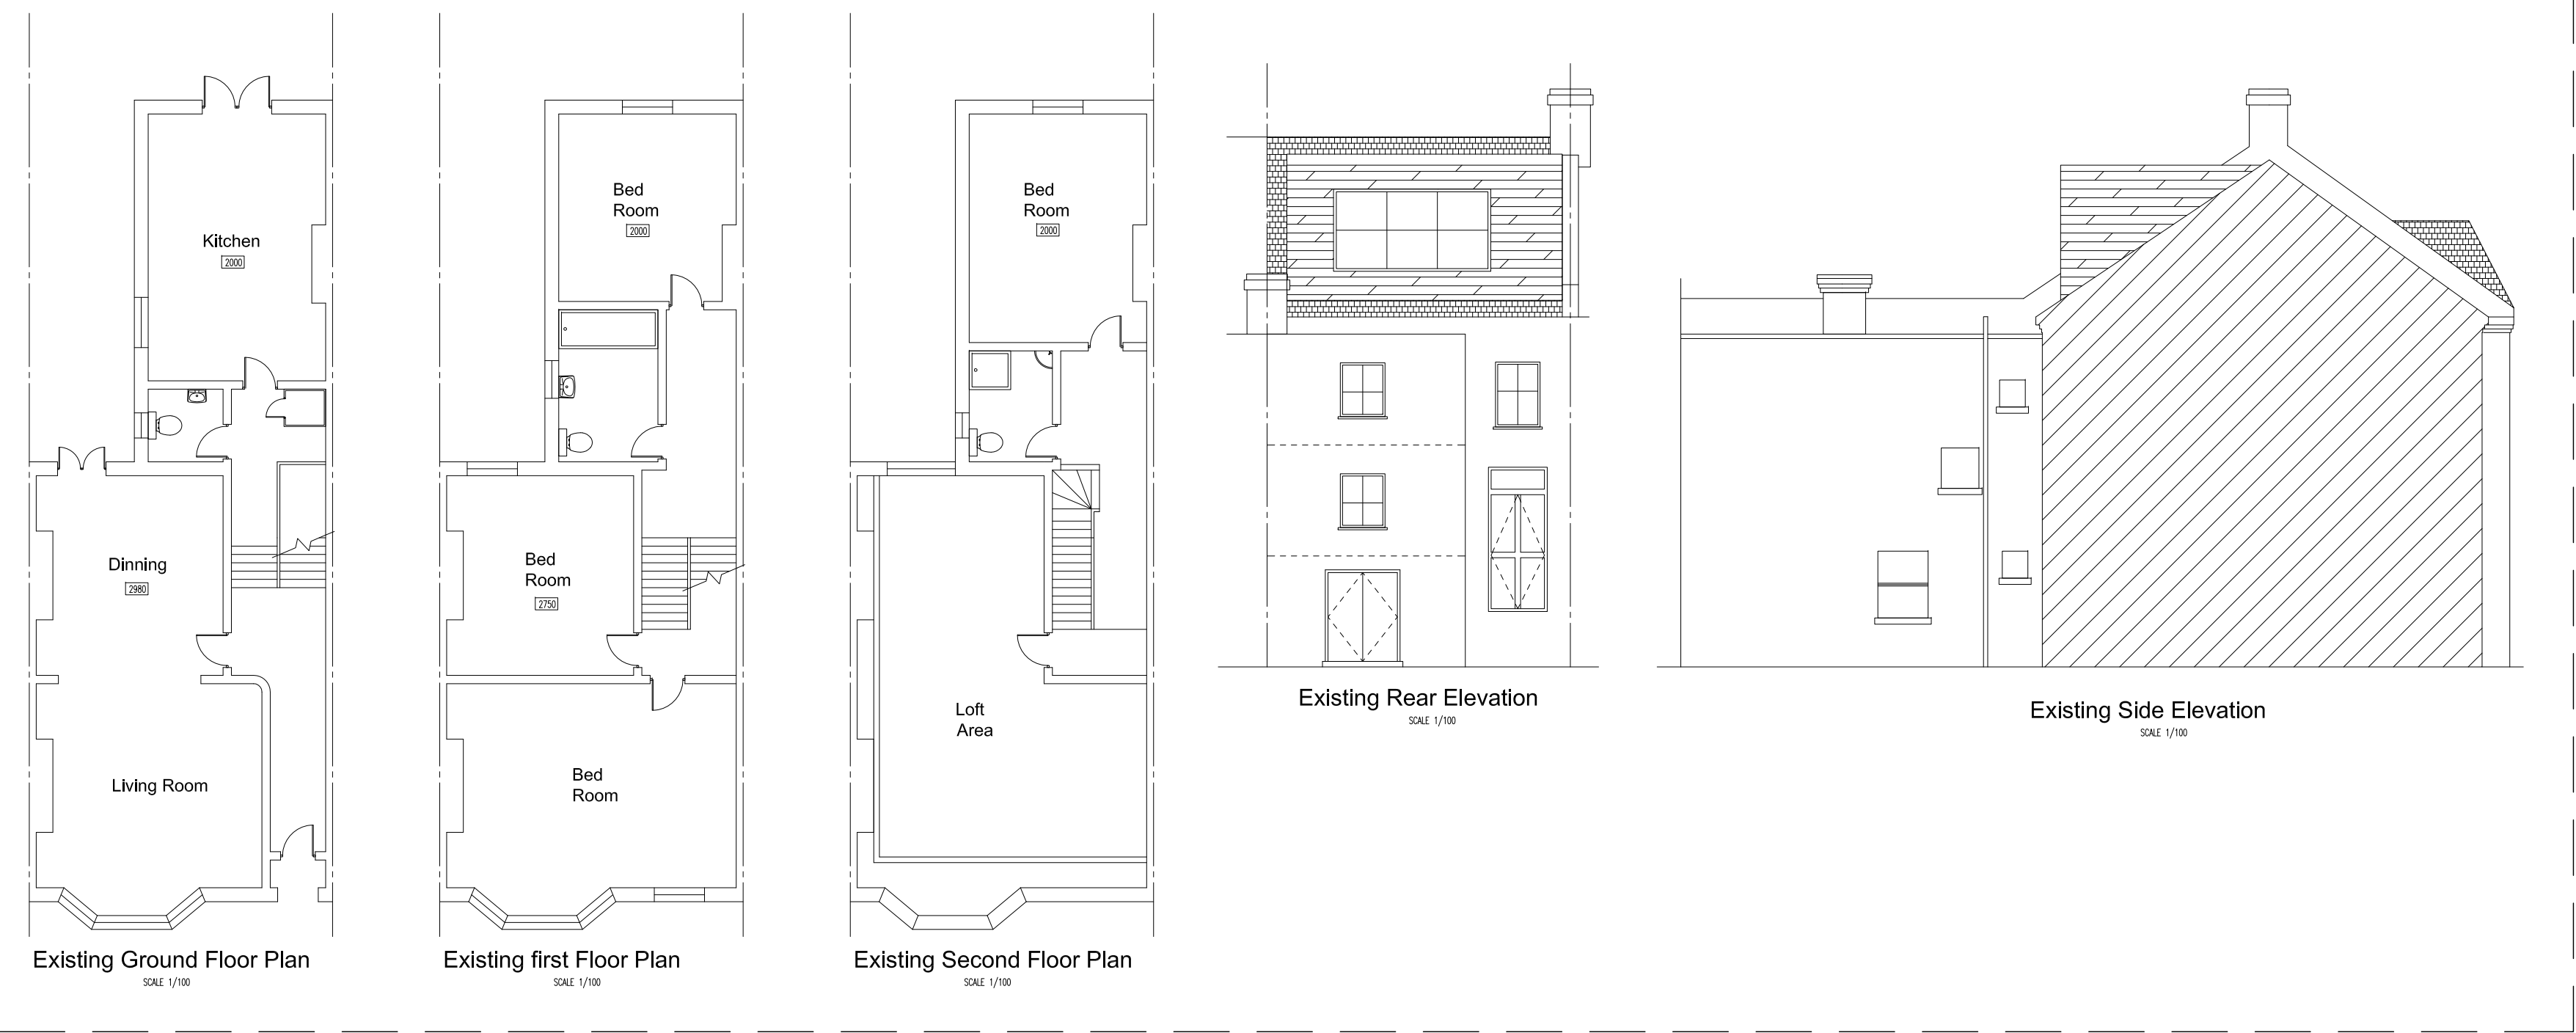 Kitchen
2000
Dinning
2980
Living Room
Existing Ground Floor Plan
SCALE 1/100
Bed
Room
2000
Bed
Room
2750
Bed
Room
Existing first Floor Plan
SCALE 1/100
Bed
Room
2000
Loft
Area
Existing Second Floor Plan
SCALE 1/100
Existing Rear Elevation
SCALE 1/100
Existing Side Elevation
SCALE 1/100